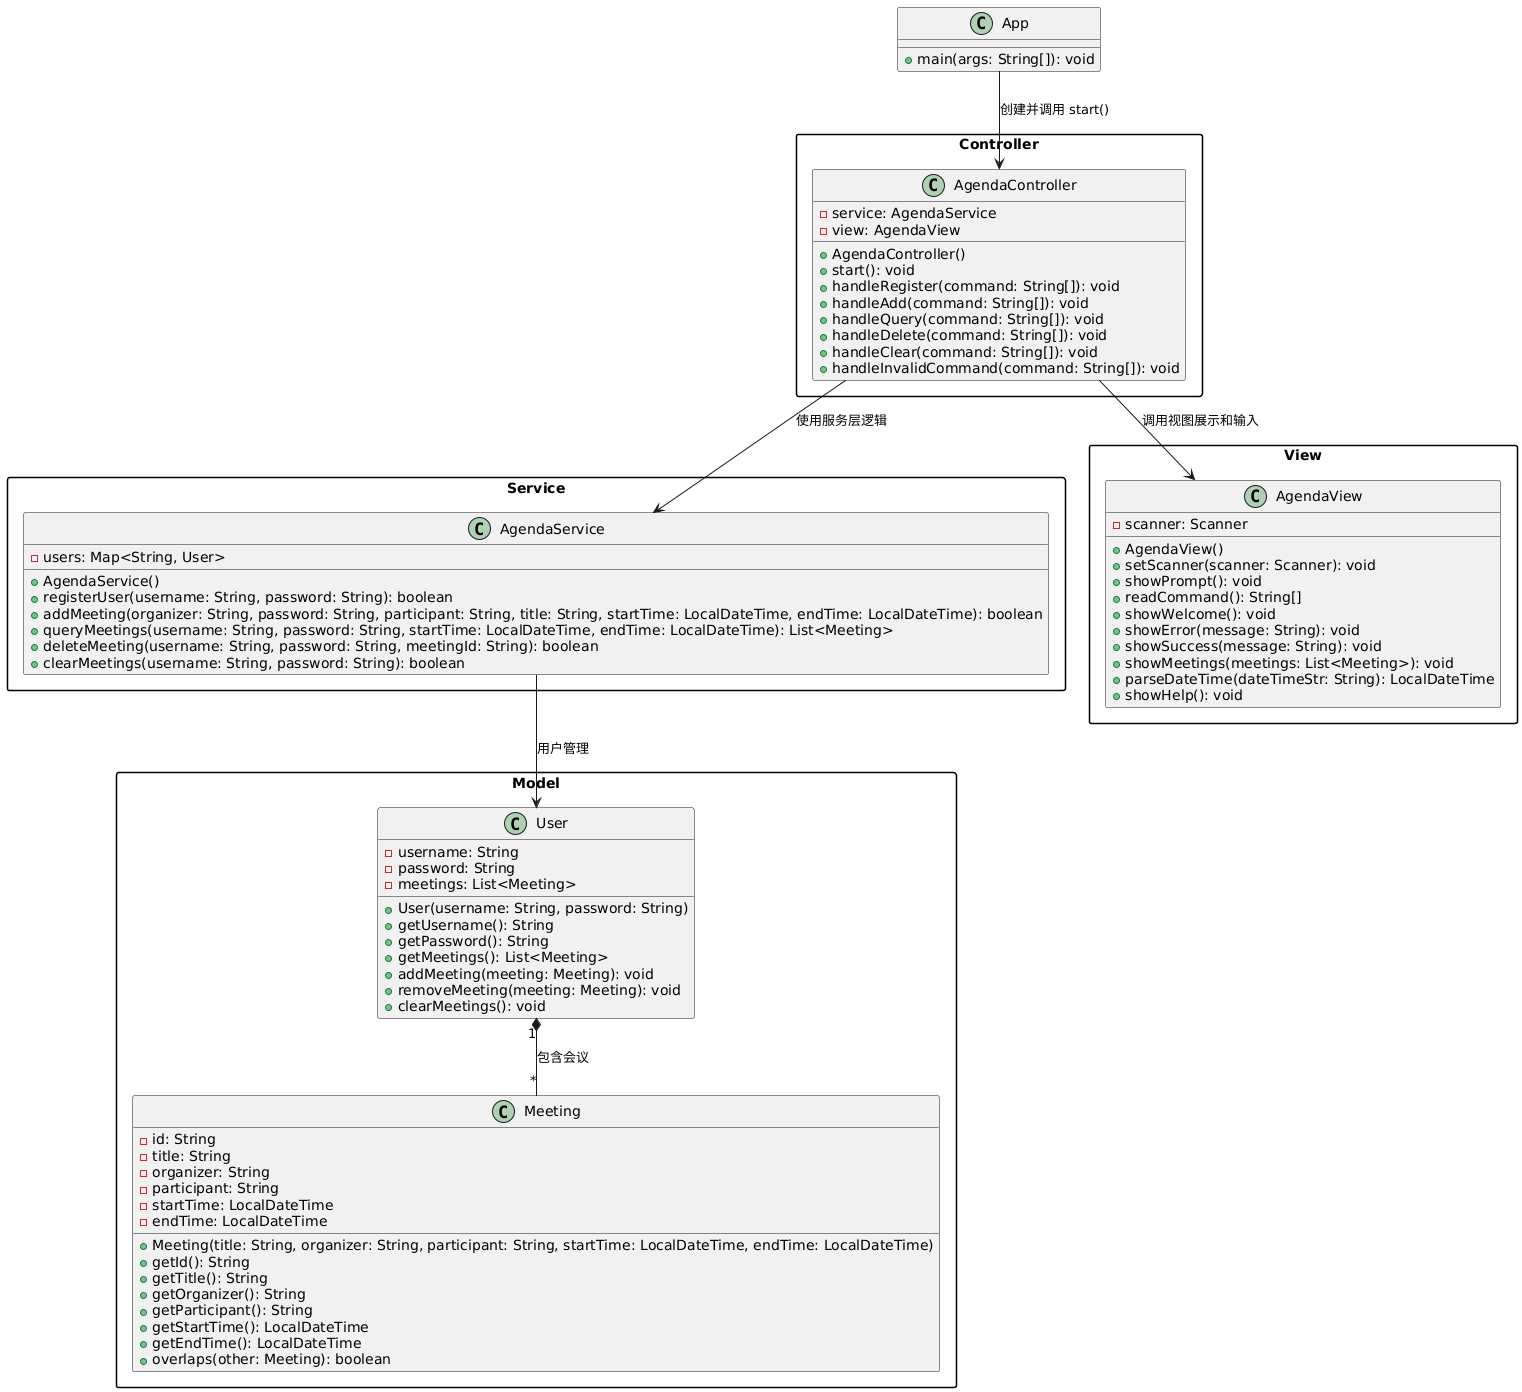 C App
main(args: String[]): void
创建并调用 start()
Controller
C AgendaController
service: AgendaService
view: AgendaView
AgendaController()
start(): void
handleRegister(command: String[]): void
handleAdd(command: String[]): void
handleQuery(command: String[]): void
handleDelete(command: String[]): void
handleClear(command: String[]): void
handleInvalidCommand(command: String[]): void
使用服务层逻辑
调用视图展示和输入
Service
C AgendaService
users: Map<String, User>
AgendaService()
registerUser(username: String, password: String): boolean
addMeeting(organizer: String, password: String, participant: String, title: String, startTime: LocalDateTime, endTime: LocalDateTime): boolean
queryMeetings(username: String, password: String, startTime: LocalDateTime, endTime: LocalDateTime): List<Meeting>
deleteMeeting(username: String, password: String, meetingId: String): boolean
clearMeetings(username: String, password: String): boolean
View
C AgendaView
scanner: Scanner
AgendaView()
setScanner(scanner: Scanner): void
showPrompt(): void
readCommand(): String[]
showWelcome(): void
showError(message: String): void
showSuccess(message: String): void
showMeetings(meetings: List<Meeting>): void
parseDateTime(dateTimeStr: String): LocalDateTime
showHelp(): void
用户管理
Model
C User
username: String
password: String
meetings: List<Meeting>
User(username: String, password: String)
getUsername(): String
getPassword(): String
getMeetings(): List<Meeting>
addMeeting(meeting: Meeting): void
removeMeeting(meeting: Meeting): void
clearMeetings(): void
1
包含会议
*
C Meeting
id: String
title: String
organizer: String
participant: String
startTime: LocalDateTime
endTime: LocalDateTime
Meeting(title: String, organizer: String, participant: String, startTime: LocalDateTime, endTime: LocalDateTime)
getId(): String
getTitle(): String
getOrganizer(): String
getParticipant(): String
getStartTime(): LocalDateTime
getEndTime(): LocalDateTime
overlaps(other: Meeting): boolean